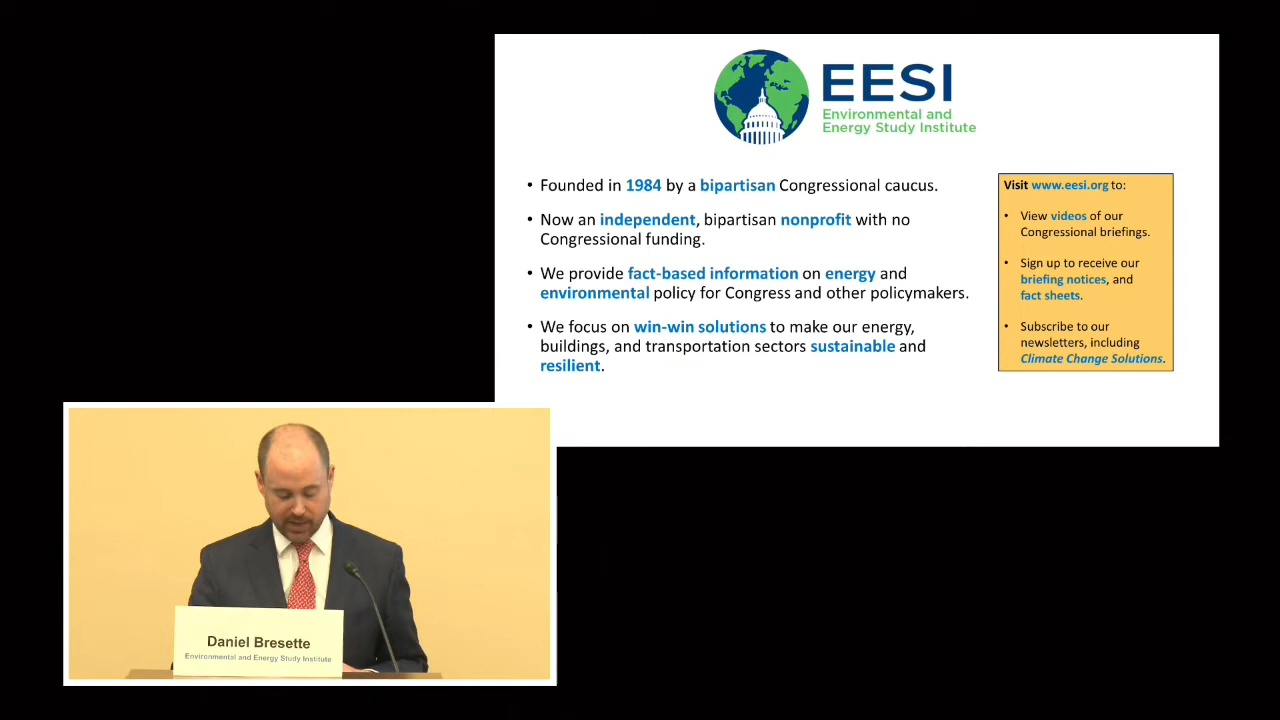 EESI
Environmental and
Energy Study Institute
• Founded in 1984 by a bipartisan Congressional caucus.
• Now an independent, bipartisan nonprofit with no
Congressional funding.
• We provide fact-based information on energy and
environmental policy for Congress and other policymakers.
• We focus on win-win solutions to make our energy,
buildings, and transportation sectors sustainable and
resilient.
Visit www.eesi.org to:
• View videos of our
Congressional briefings.
• Sign up to receive our
briefing notices, and
fact sheets.
• Subscribe to our
newsletters, including
Climate Change Solutions.
Daniel Bresette
Environmental and Energy Study Institute